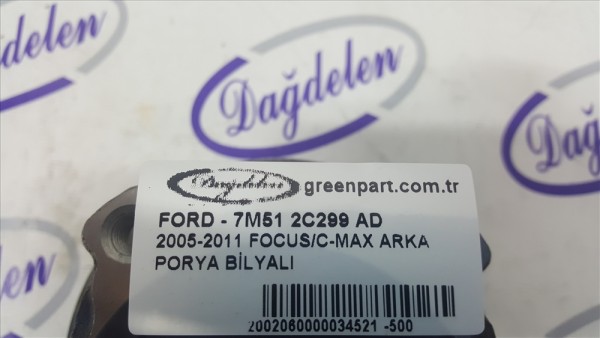 Dağdelen
Dağdelen
Dağdelen greenpart.com.tr
FORD - 7M51 2C299 AD
2005-2011 FOCUS/C-MAX ARKA
PORYA BİLYALI
2002060000034521 -500